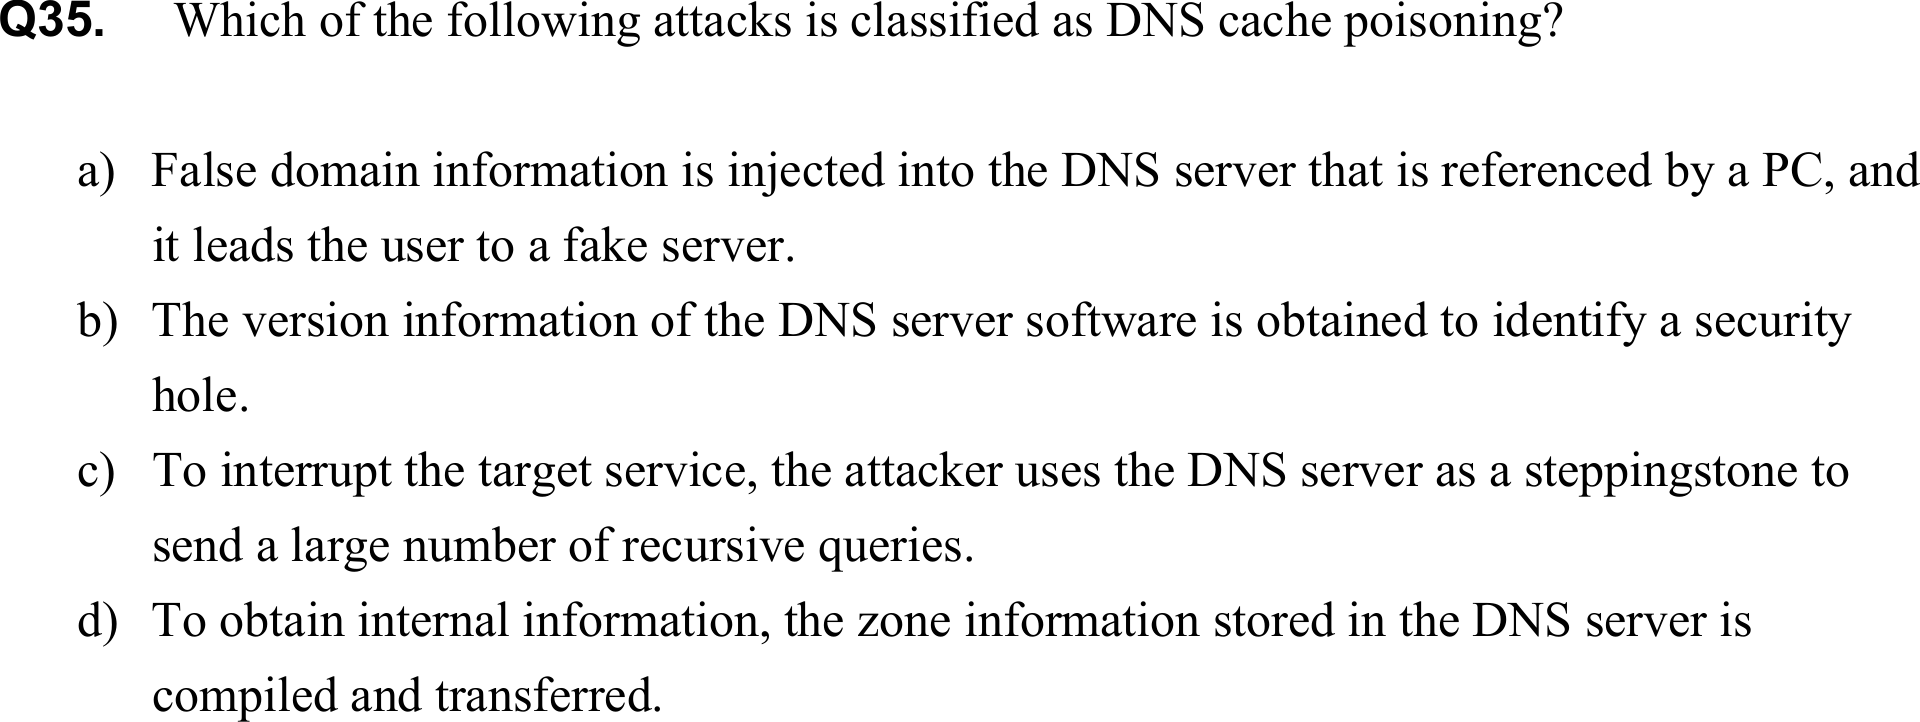 Q35. Which of the following attacks is classified as DNS cache poisoning?
a) False domain information is injected into the DNS server that is referenced by a PC, and
it leads the user to a fake server.
b) The version information of the DNS server software is obtained to identify a security
hole.
c) To interrupt the target service, the attacker uses the DNS server as a steppingstone to
send a large number of recursive queries.
d) To obtain internal information, the zone information stored in the DNS server is
compiled and transferred.